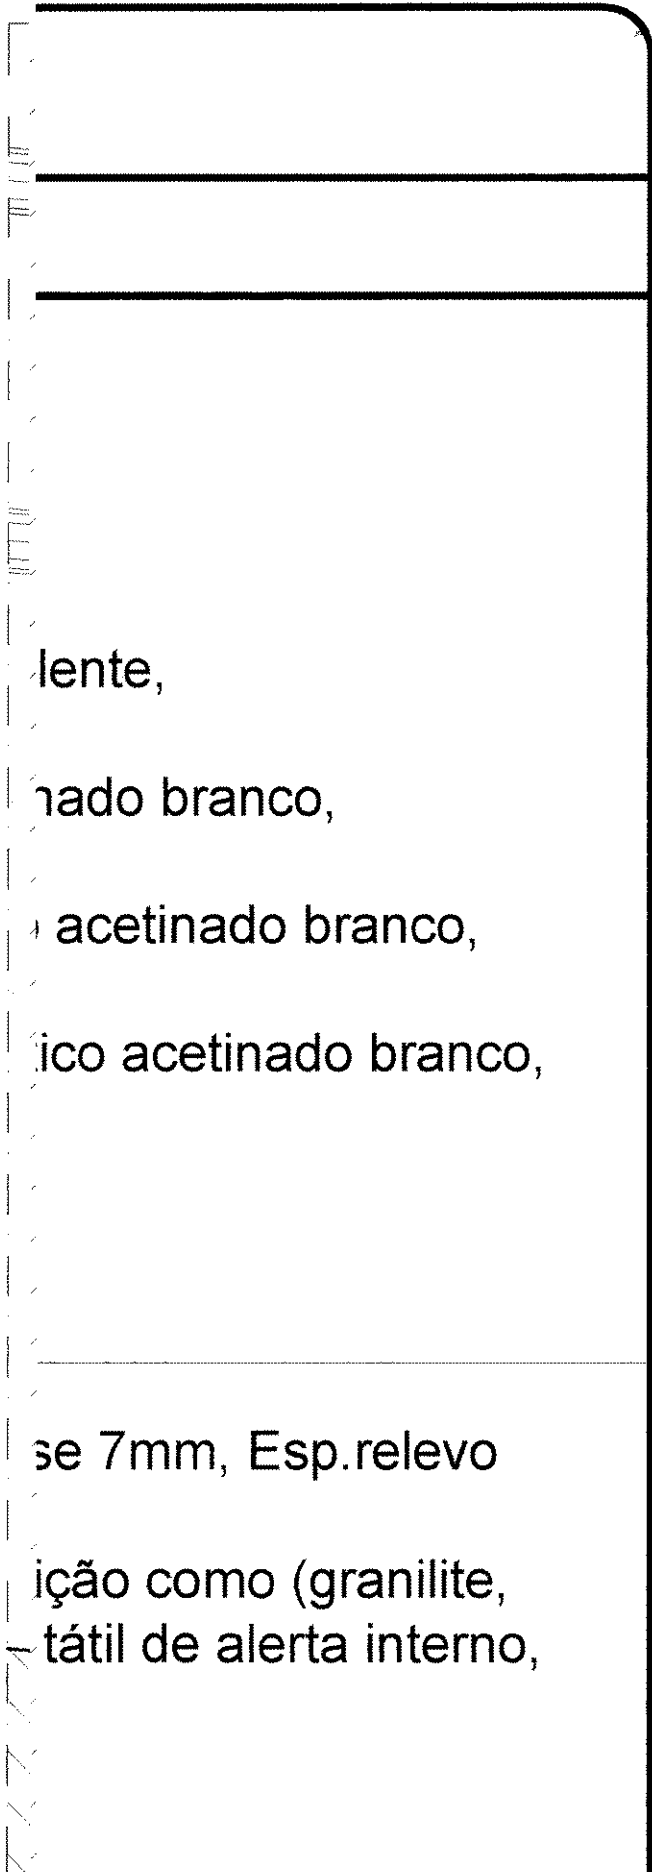 lente,
nado branco,
acetinado branco,
ico acetinado branco,
se 7mm, Esp.relevo
ição como (granilite,
tátil de alerta interno,